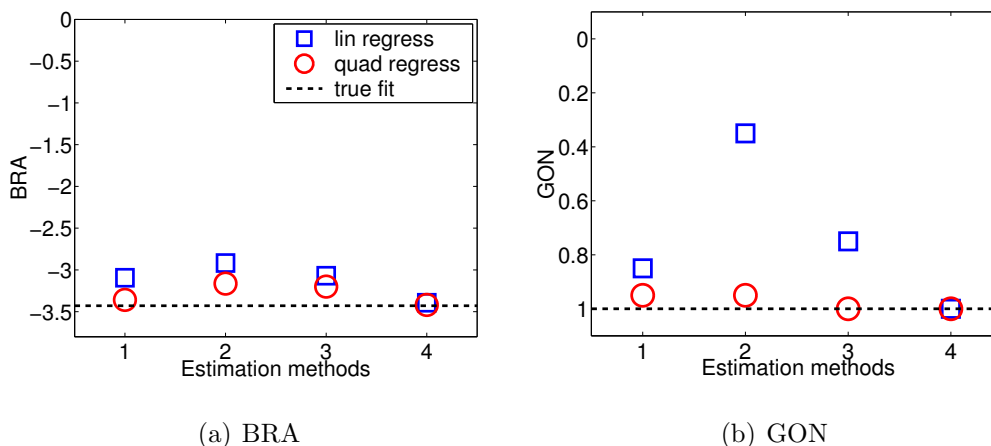 0
−0.5
−1
−1.5
−2
−2.5
−3
−3.5
BRA
1 2 3 4
Estimation methods
lin regress
quad regress
true fit
(a) BRA
0
0.2
0.4
0.6
0.8
1
GON
1 2 3 4
Estimation methods
(b) GON